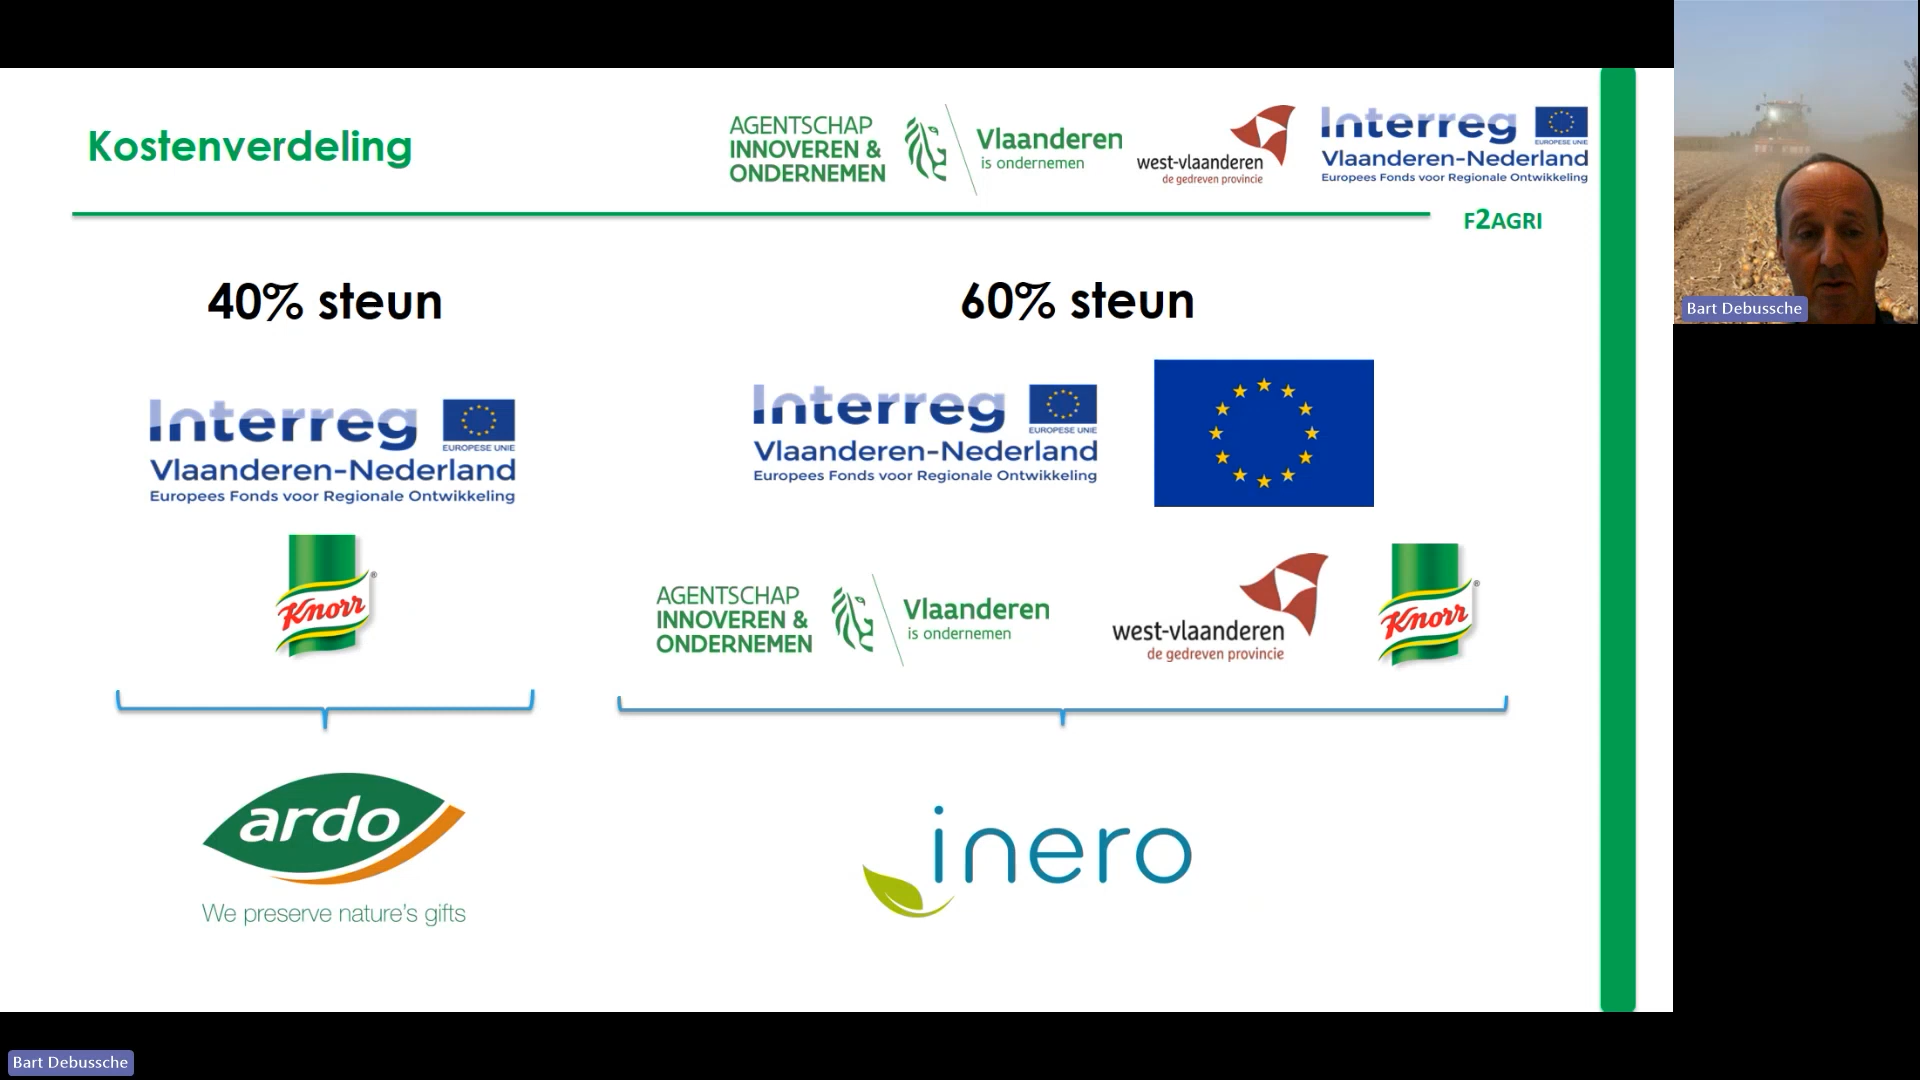 Kostenverdeling
AGENTSCHAP
INNOVEREN &
ONDERNEMEN
Vlaanderen
is ondernemen
west-vlaanderen
de gedreven provincie
Interreg
EUROPESE UNIE
Vlaanderen-Nederland
Europees Fonds voor Regionale Ontwikkeling
F2AGRI
Bart Debussche
40% steun
Interreg
EUROPESE UNIE
Vlaanderen-Nederland
Europees Fonds voor Regionale Ontwikkeling
Knorr®
ardo
We preserve nature's gifts
60% steun
Interreg
EUROPESE UNIE
Vlaanderen-Nederland
Europees Fonds voor Regionale Ontwikkeling
AGENTSCHAP
INNOVEREN &
ONDERNEMEN
Vlaanderen
is ondernemen
west-vlaanderen
de gedreven provincie
Knorr®
inero
Bart Debussche